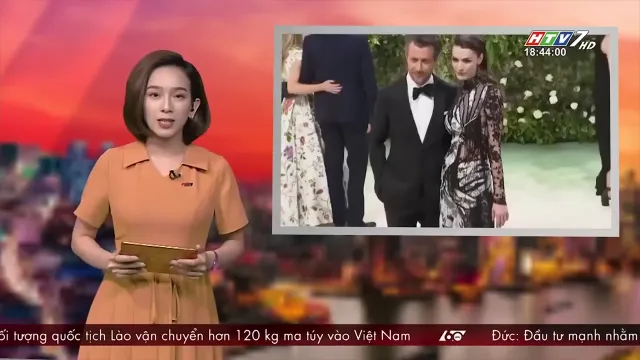 HTV7 HD
18:44:00
ối tượng quốc tịch Lào vận chuyển hơn 120 kg ma túy vào Việt Nam
60
Đức: Đầu tư mạnh nhằm